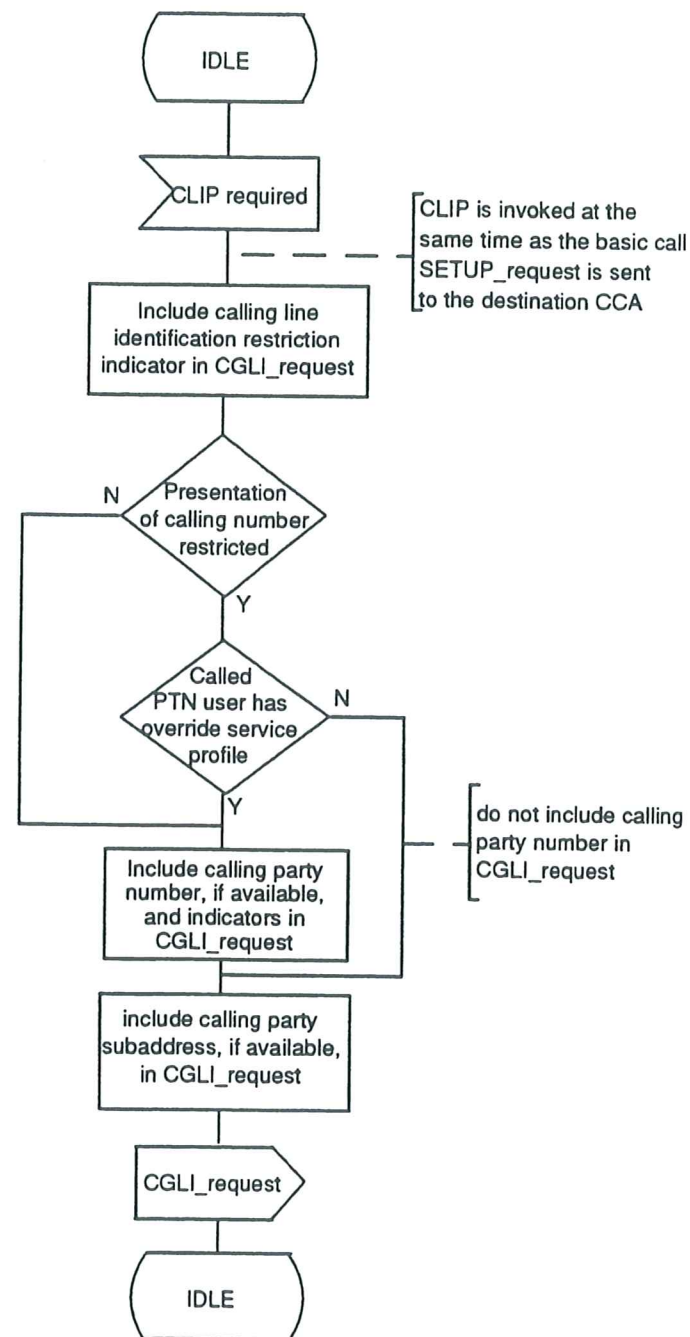 IDLE
CLIP required
CLIP is invoked at the
same time as the basic call
SETUP_request is sent
to the destination CCA
Include calling line
identification restriction
indicator in CGLI_request
N
Presentation
of calling number
restricted
Y
Called
PTN user has
override service
profile
N
Y
do not include calling
party number in
CGLI_request
Include calling party
number, if available,
and indicators in
CGLI_request
include calling party
subaddress, if available,
in CGLI_request
CGLI_request
IDLE